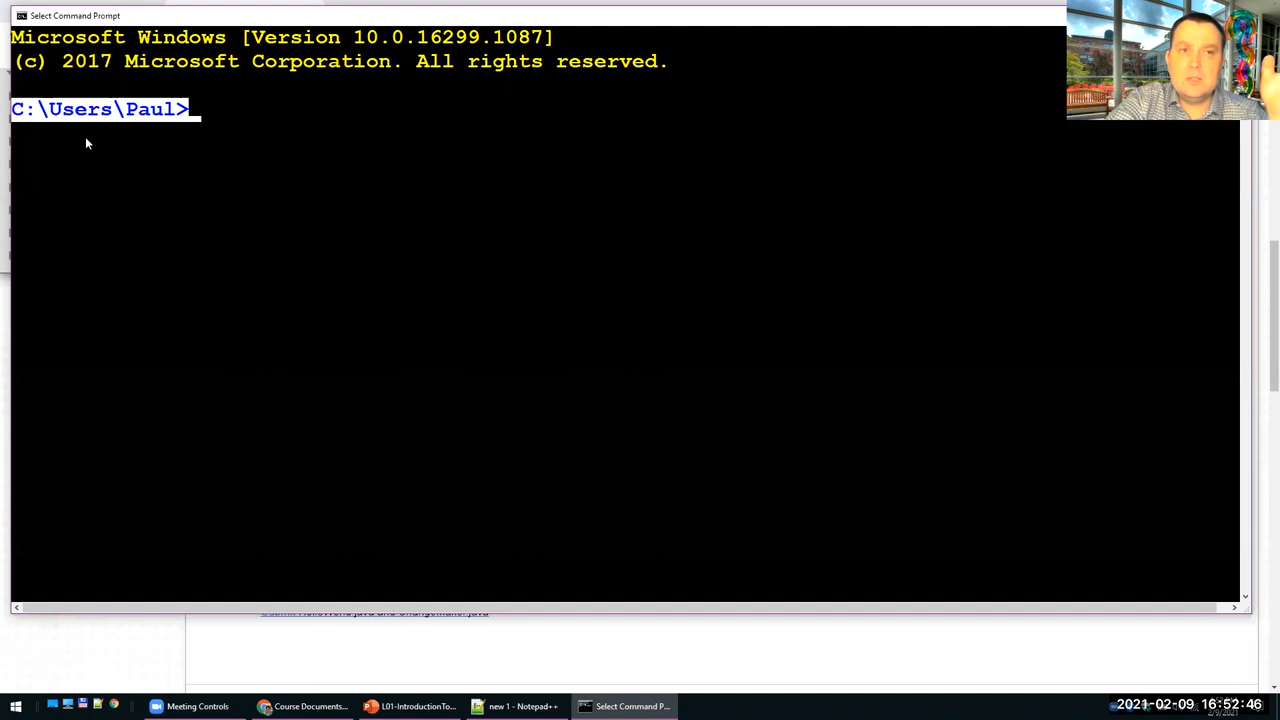 Select Command Prompt
Microsoft Windows [Version 10.0.16299.1087]
(c) 2017 Microsoft Corporation. All rights reserved.
C:\Users\Paul>
Meeting Controls
Course Documents...
L01-IntroductionTo...
new 1 - Notepad++
Select Command P...
2021-02-09 16:52:46